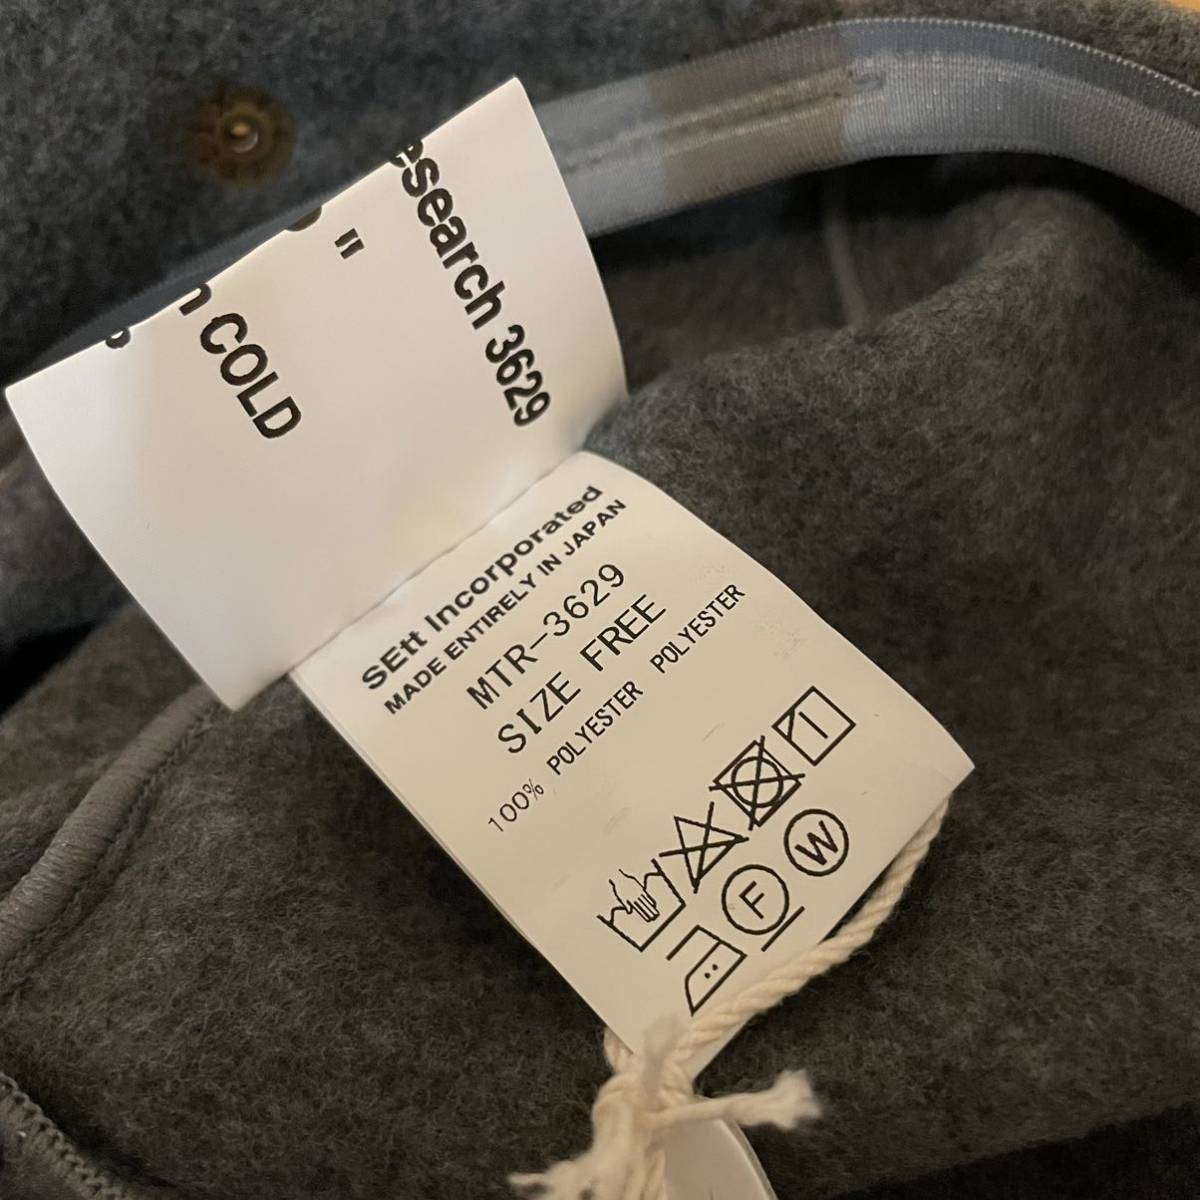 esearch 3629
"
COLD
SEtt Incorporated
MADE ENTIRELY IN JAPAN
MTR-3629
SIZE FREE
100% POLYESTER POLYESTER
F W